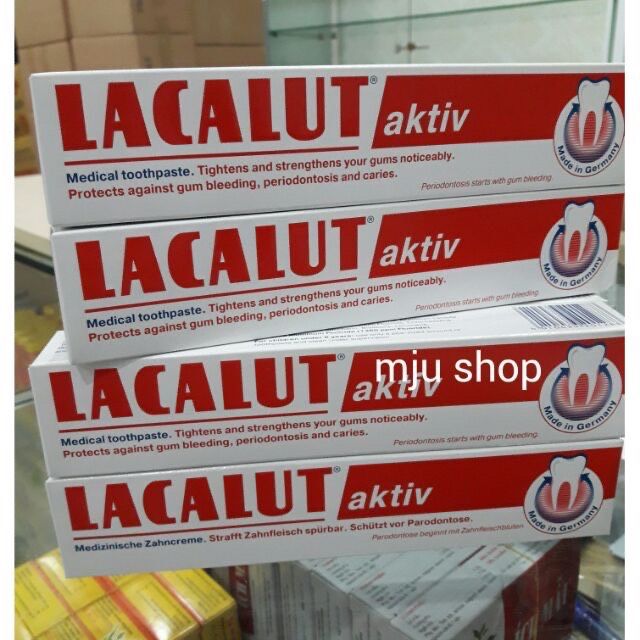 LACALUT® aktiv
Medical toothpaste. Tightens and strengthens your gums noticeably.
Protects against gum bleeding, periodontosis and caries.
Periodontosis starts with gum bleeding.
Made in Germany
LACALUT® aktiv
Medical toothpaste. Tightens and strengthens your gums noticeably.
Protects against gum bleeding, periodontosis and caries.
Periodontosis starts with gum bleeding.
Made in Germany
mju shop
LACALUT® aktiv
Medical toothpaste. Tightens and strengthens your gums noticeably.
Protects against gum bleeding, periodontosis and caries.
Periodontosis starts with gum bleeding.
Made in Germany
LACALUT® aktiv
Medizinische Zahncreme. Strafft Zahnfleisch spürbar. Schützt vor Parodontose.
Parodontose beginnt mit Zahnfleischbluten.
Made in Germany